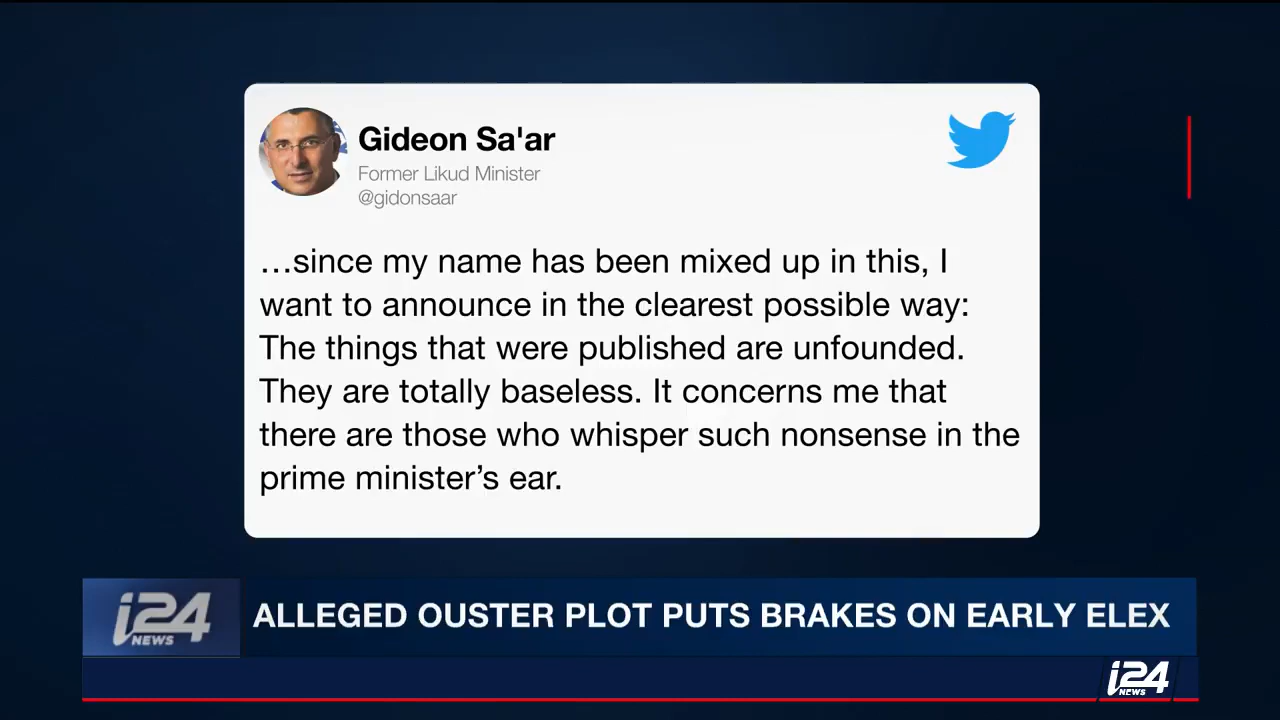 Gideon Sa'ar
Former Likud Minister
@gidonsaar
…since my name has been mixed up in this, I
want to announce in the clearest possible way:
The things that were published are unfounded.
They are totally baseless. It concerns me that
there are those who whisper such nonsense in the
prime minister’s ear.
i24
NEWS
ALLEGED OUSTER PLOT PUTS BRAKES ON EARLY ELEX
i24
NEWS